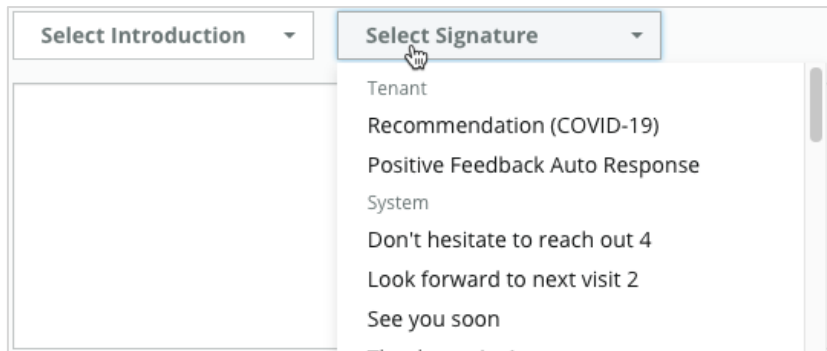 Select Introduction
Select Signature
Tenant
Recommendation (COVID-19)
Positive Feedback Auto Response
System
Don't hesitate to reach out 4
Look forward to next visit 2
See you soon